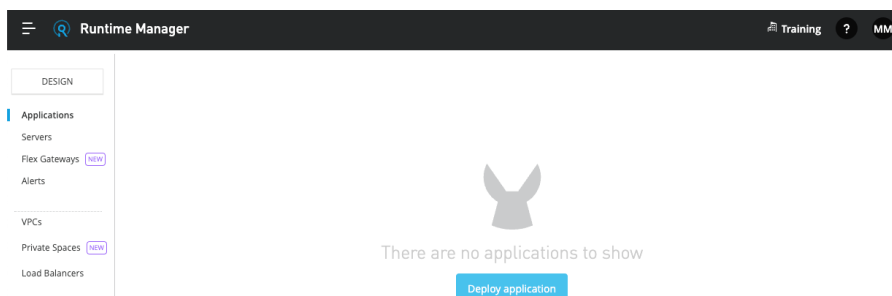 Runtime Manager
Training
?
MM
DESIGN
Applications
Servers
Flex Gateways NEW
Alerts
VPCs
Private Spaces NEW
Load Balancers
There are no applications to show
Deploy application